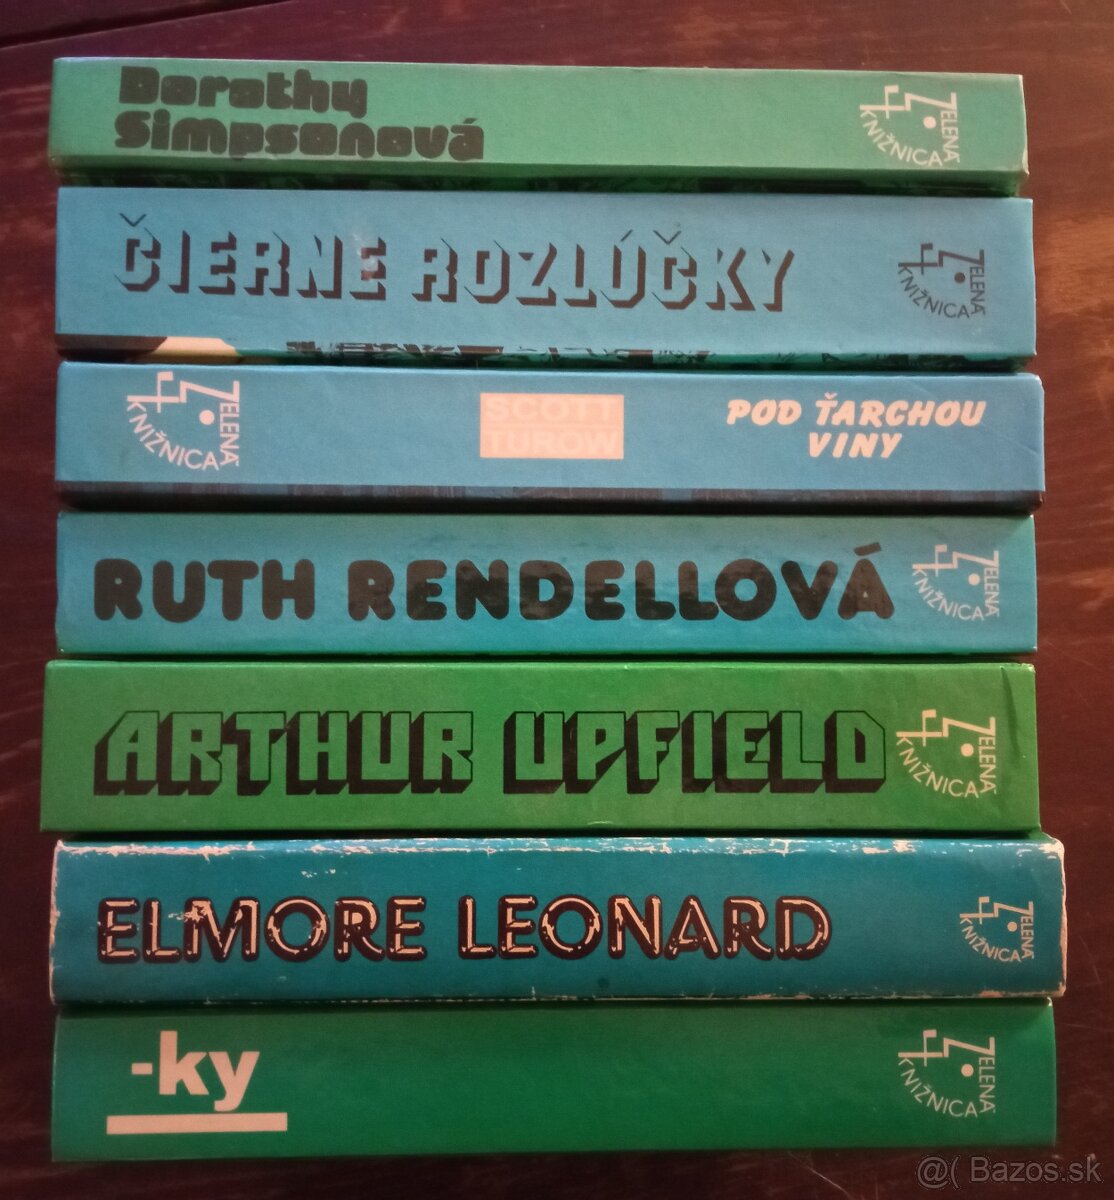 Dorothy
Simpsonová
ZELENÁ
KNIŽNICA
ČIERNE ROZLÚČKY
ZELENÁ
KNIŽNICA
ZELENÁ
KNIŽNICA
SCOTT
TUROW
POD ŤARCHOU
VINY
RUTH RENDELLOVÁ
ZELENÁ
KNIŽNICA
ARTHUR UPFIELD
ZELENÁ
KNIŽNICA
ELMORE LEONARD
ZELENÁ
KNIŽNICA
-ky
ZELENÁ
KNIŽNICA
@( Bazos.sk